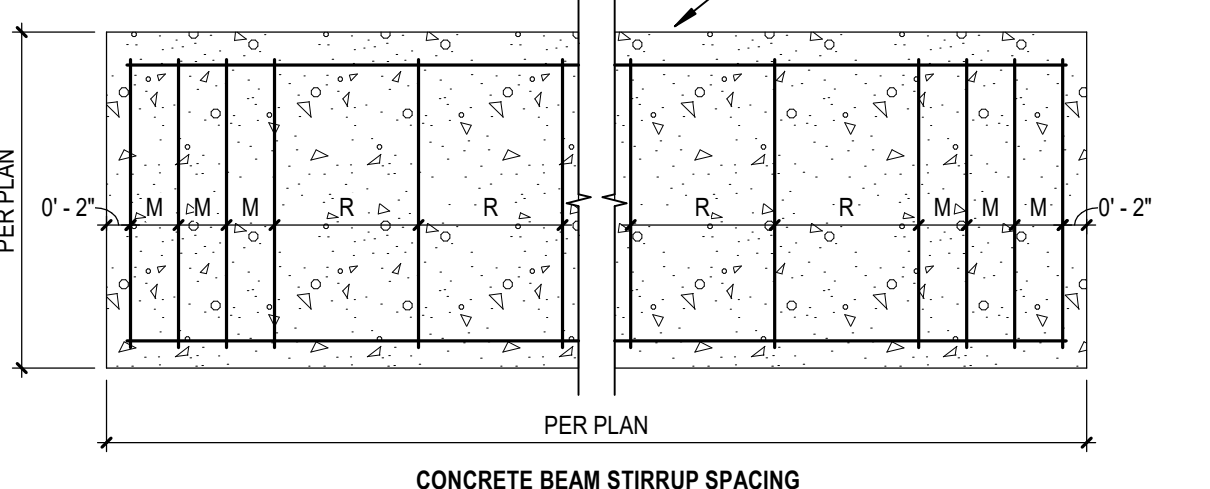 PER PLAN
0' - 2"
M M M R R
R R M M M
0' - 2"
PER PLAN
CONCRETE BEAM STIRRUP SPACING